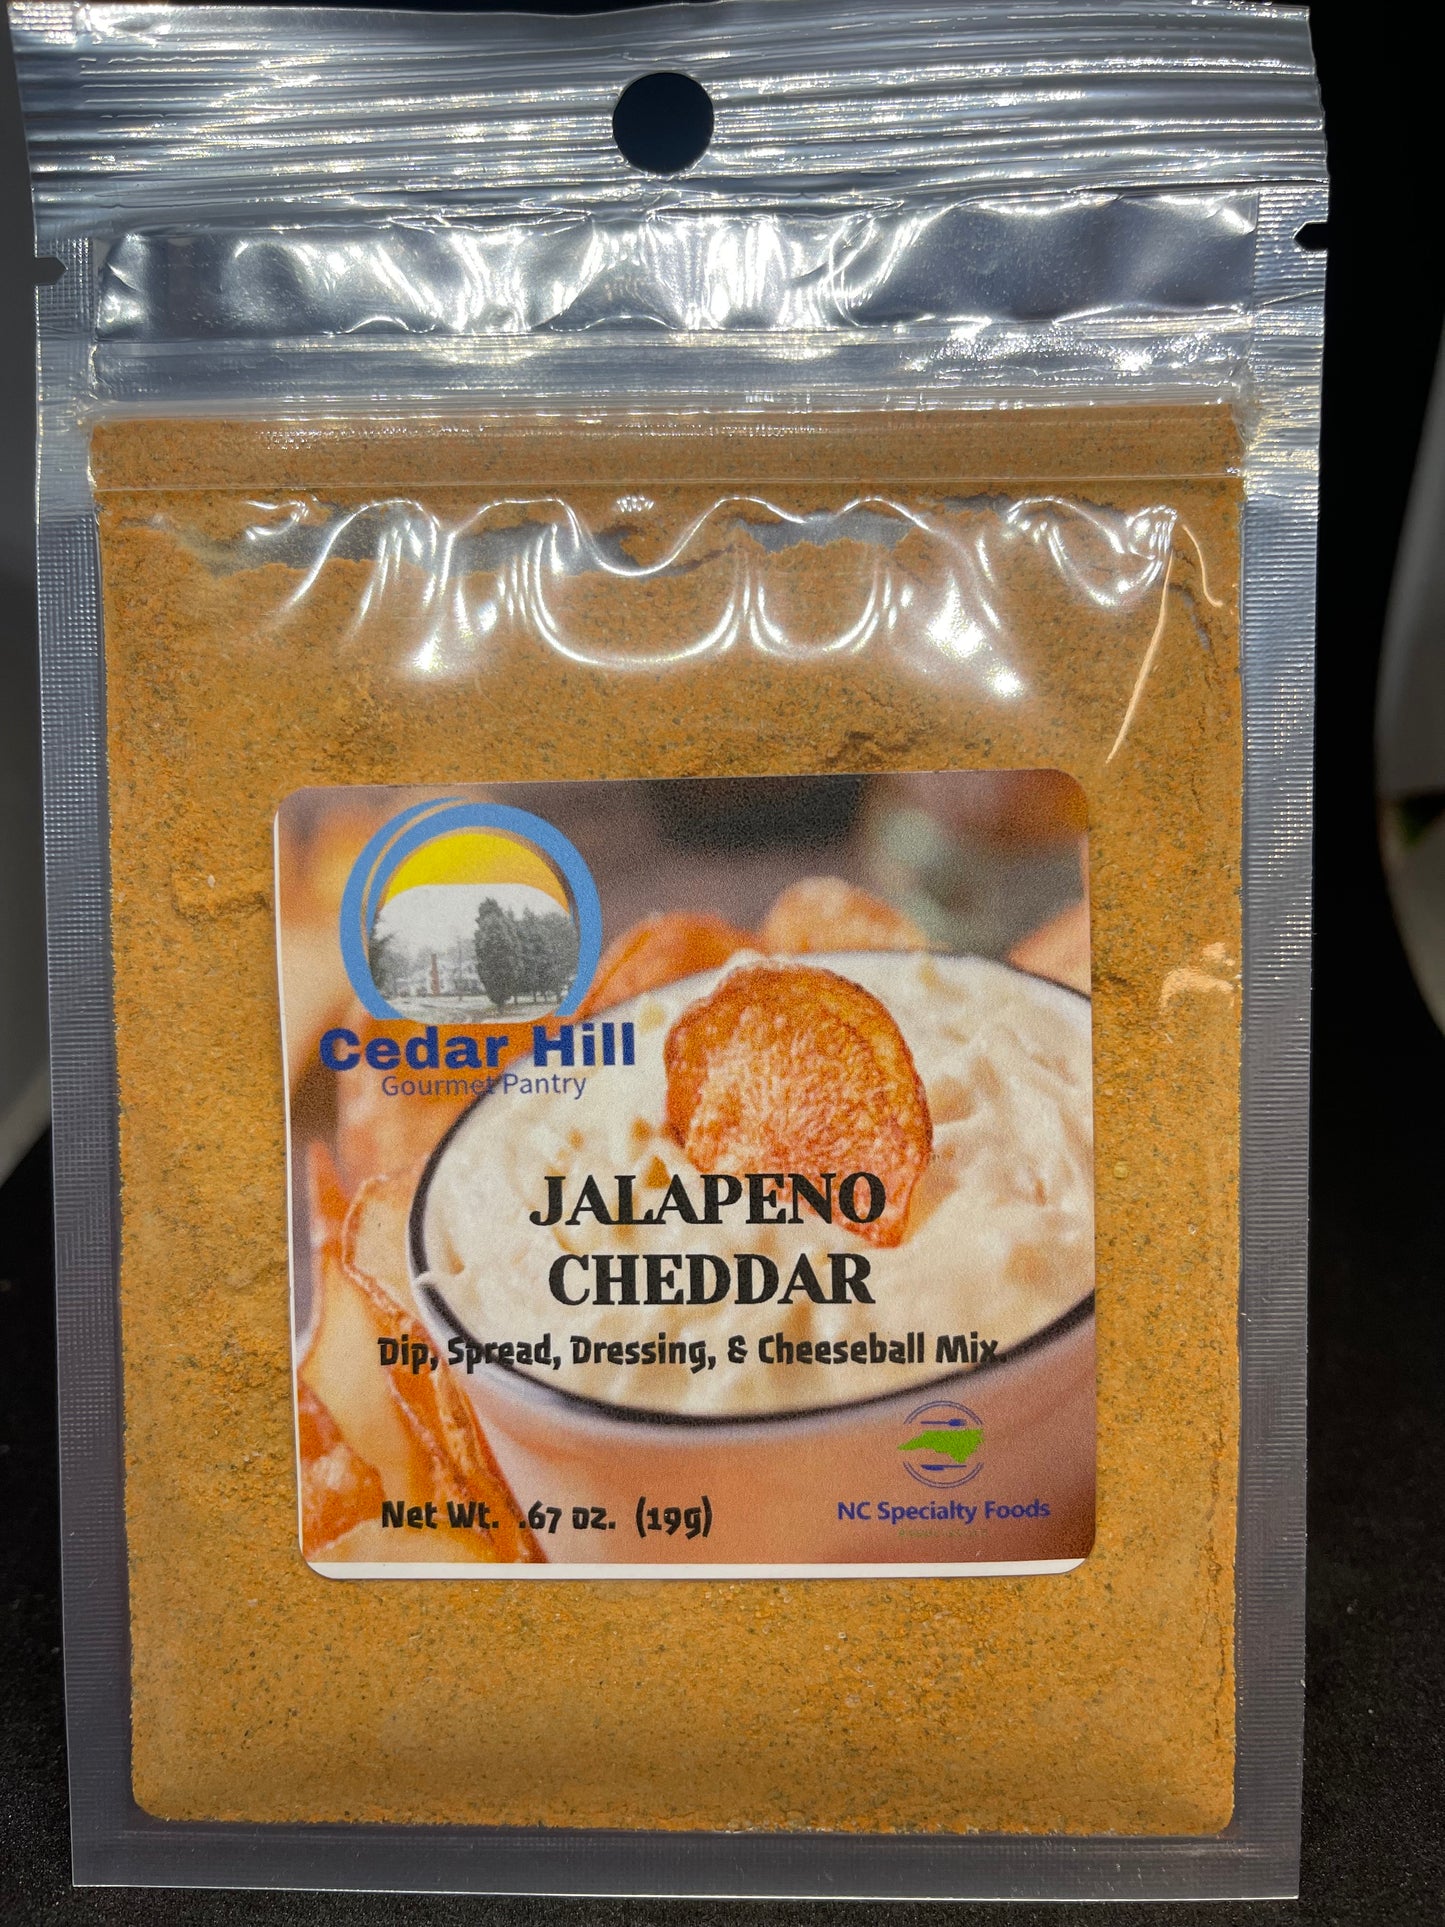 Cedar Hill
Gourmet Pantry
JALAPENO
CHEDDAR
Dip, Spread, Dressing, & Cheeseball Mix.
Net Wt. .67 oz. (19g)
NC Specialty Foods